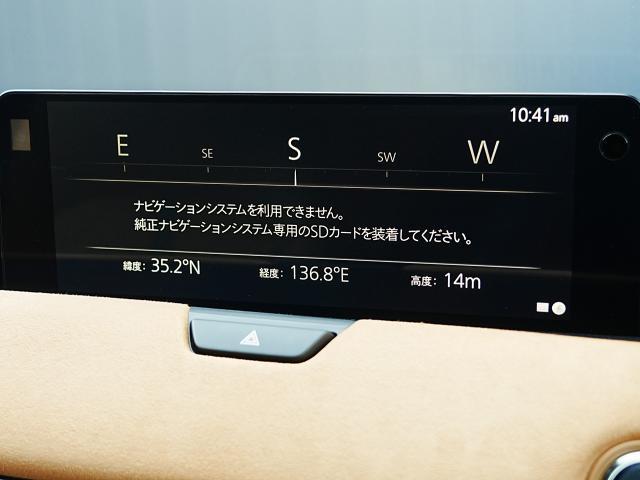 10:41am
E SE S SW W
ナビゲーションシステムを利用できません。
純正ナビゲーションシステム専用のSDカードを装着してください。
緯度: 35.2°N 経度: 136.8°E 高度: 14m